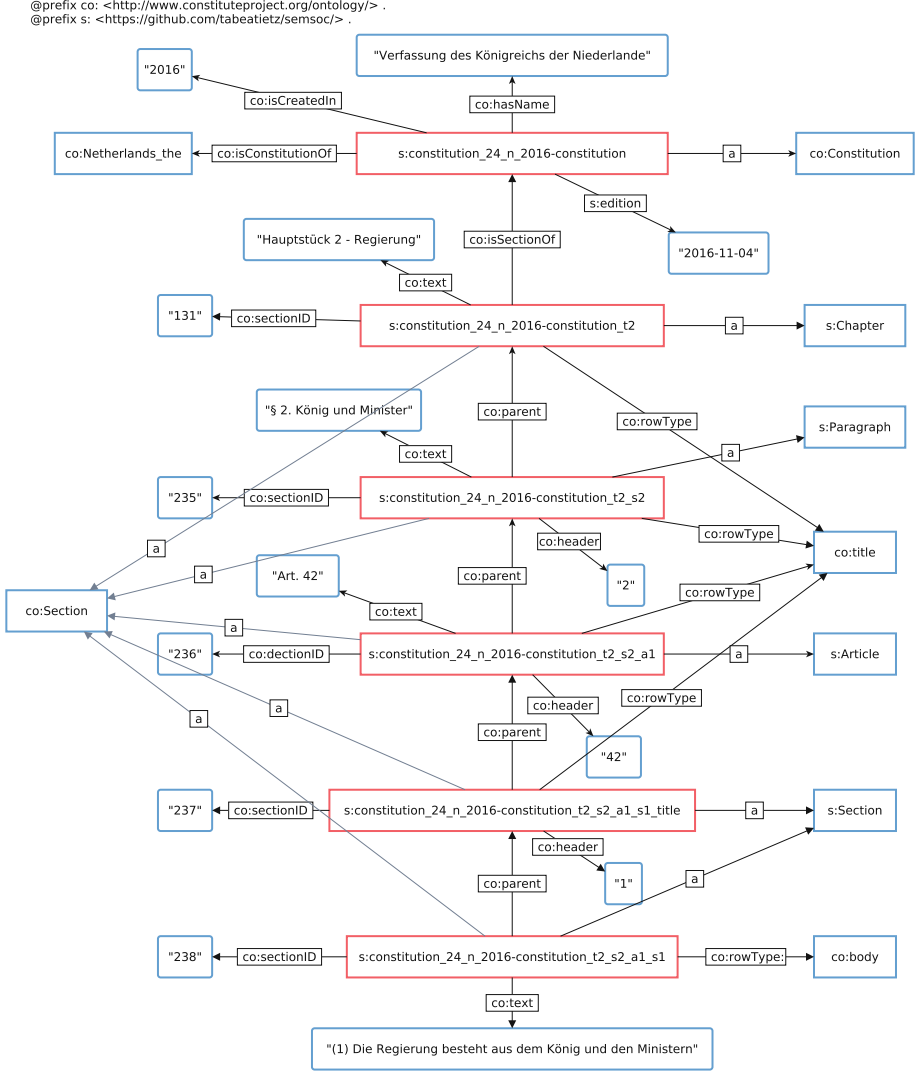 @prefix co: <http://www.constituteproject.org/ontology/> .
@prefix s: <https://github.com/tabeatietz/semsoc/> .
"Verfassung des Königreichs der Niederlande"
"2016"
co:isCreatedIn
co:hasName
co:Netherlands_the
co:isConstitutionOf
s:constitution_24_n_2016-constitution
a
co:Constitution
s:edition
"Hauptstück 2 - Regierung"
co:isSectionOf
"2016-11-04"
co:text
"131"
co:sectionID
s:constitution_24_n_2016-constitution_t2
a
s:Chapter
"§ 2. König und Minister"
co:parent
co:rowType
s:Paragraph
co:text
a
"235"
co:sectionID
s:constitution_24_n_2016-constitution_t2_s2
co:rowType
a
co:header
co:title
a
"Art. 42"
co:parent
"2"
co:rowType
co:Section
co:text
a
"236"
co:dectionID
s:constitution_24_n_2016-constitution_t2_s2_a1
a
s:Article
co:rowType
a
co:header
a
co:parent
"42"
"237"
co:sectionID
s:constitution_24_n_2016-constitution_t2_s2_a1_s1_title
a
s:Section
co:header
co:parent
"1"
a
"238"
co:sectionID
s:constitution_24_n_2016-constitution_t2_s2_a1_s1
co:rowType:
co:body
co:text
"(1) Die Regierung besteht aus dem König und den Ministern"